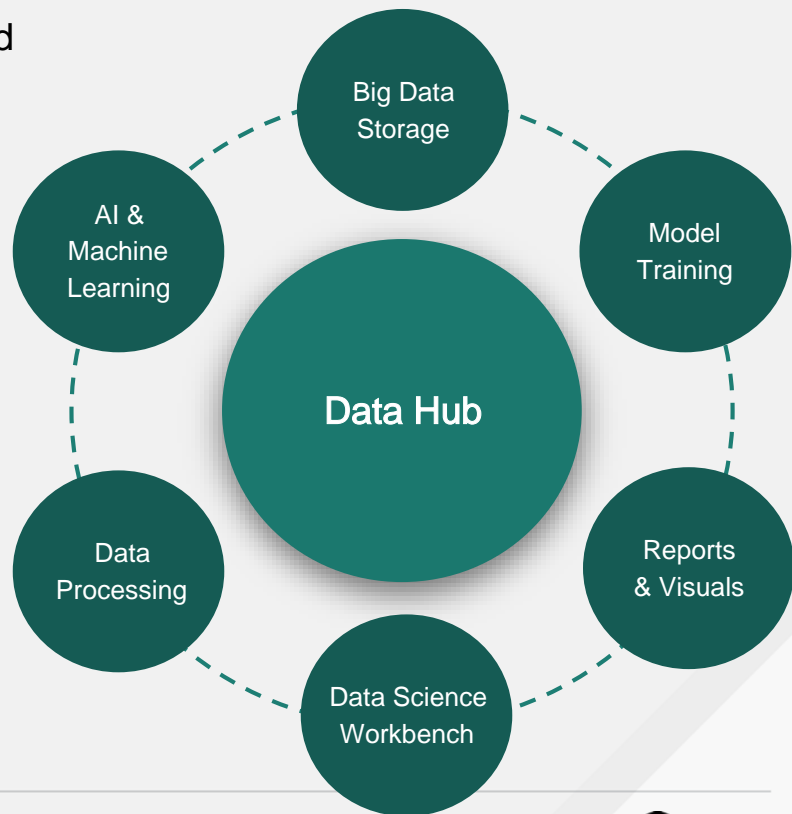 d
Big Data
Storage
AI &
Machine
Learning
Model
Training
Data Hub
Data
Processing
Reports
& Visuals
Data Science
Workbench